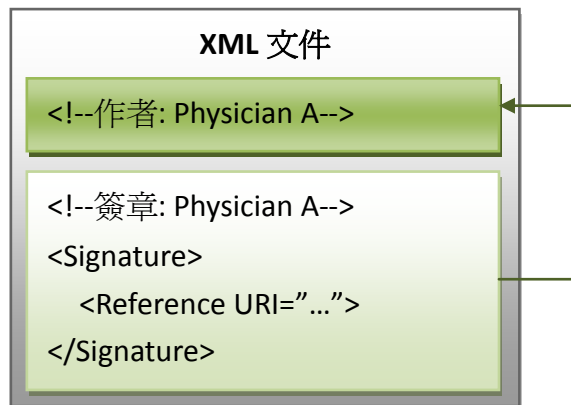 XML 文件
<!--作者: Physician A-->
<!--簽章: Physician A-->
<Signature>
<Reference URI=”…”>
</Signature>